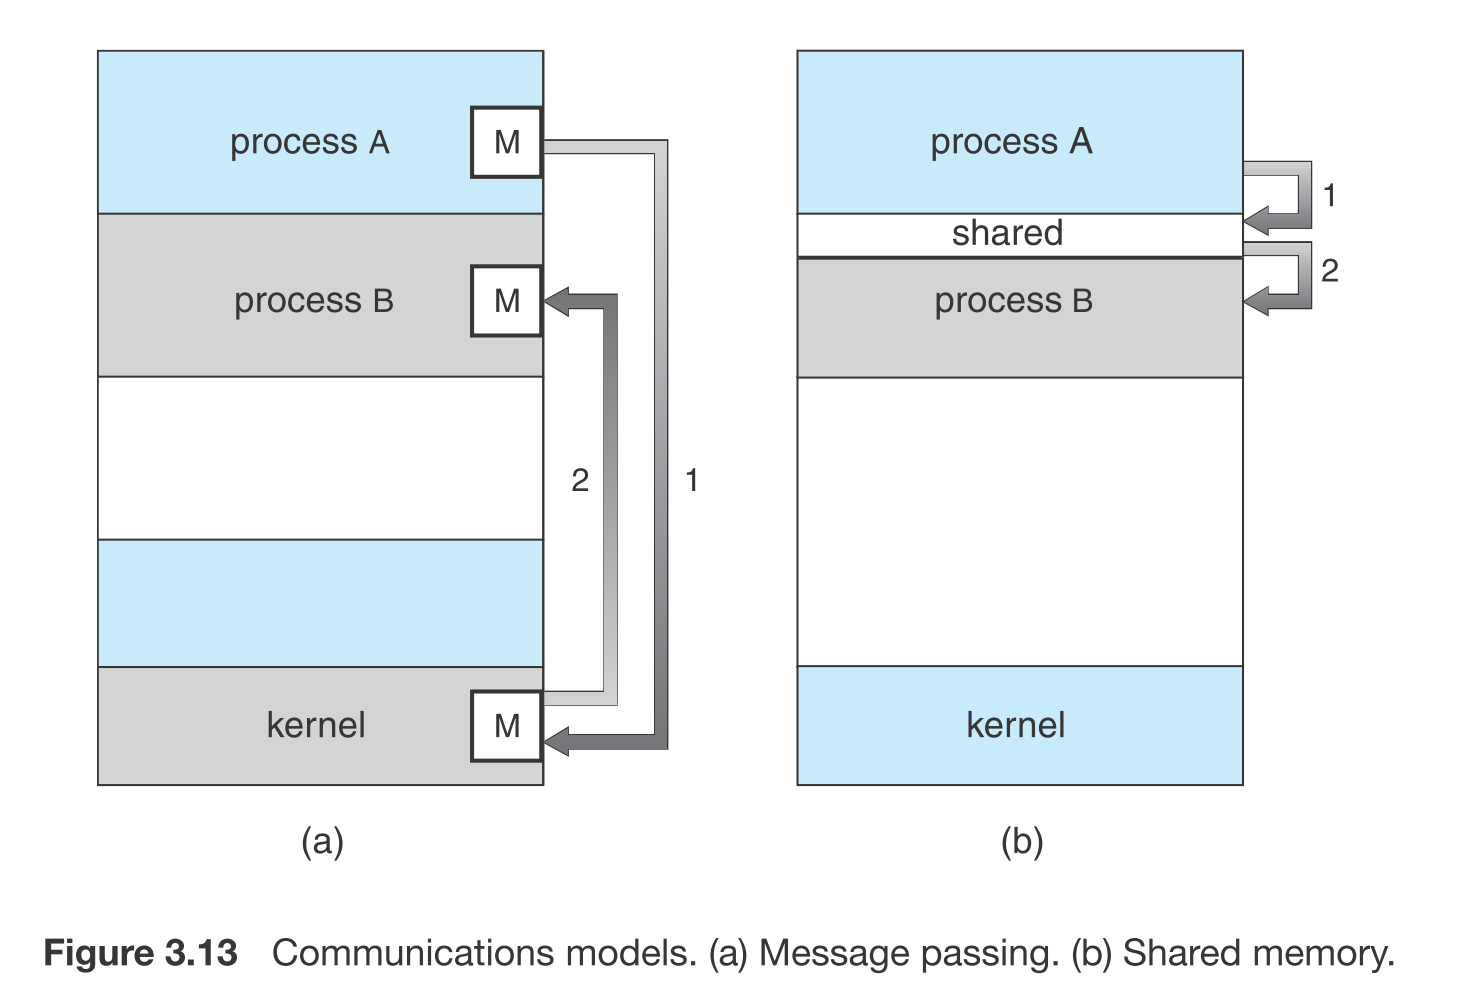 process A
M
process B
M
2
1
kernel
M
(a)
process A
1
shared
2
process B
kernel
(b)
Figure 3.13 Communications models. (a) Message passing. (b) Shared memory.